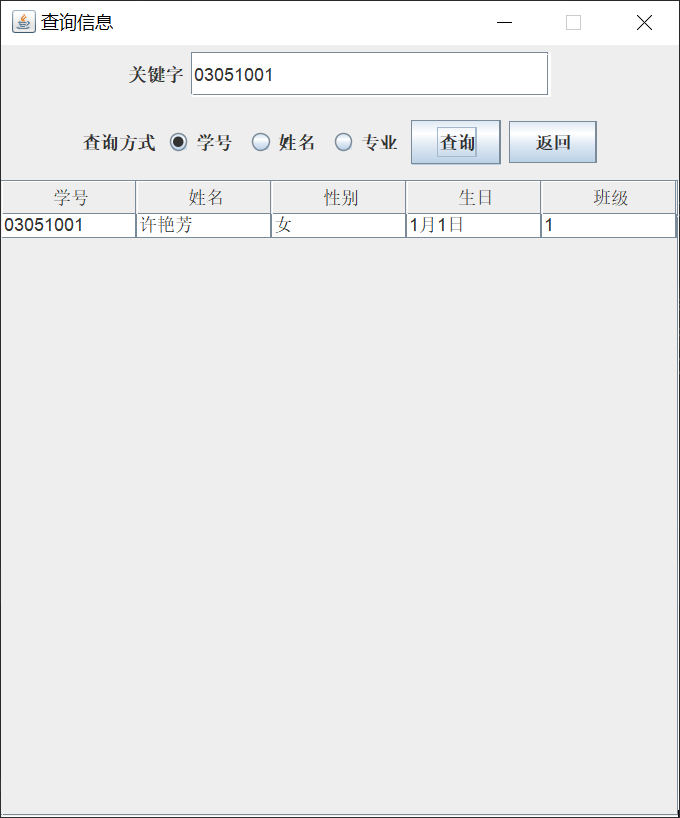 查询信息
关键字 03051001
查询方式 学号 姓名 专业 查询 返回
学号 姓名 性别 生日 班级
03051001 许艳芳 女 1月1日 1